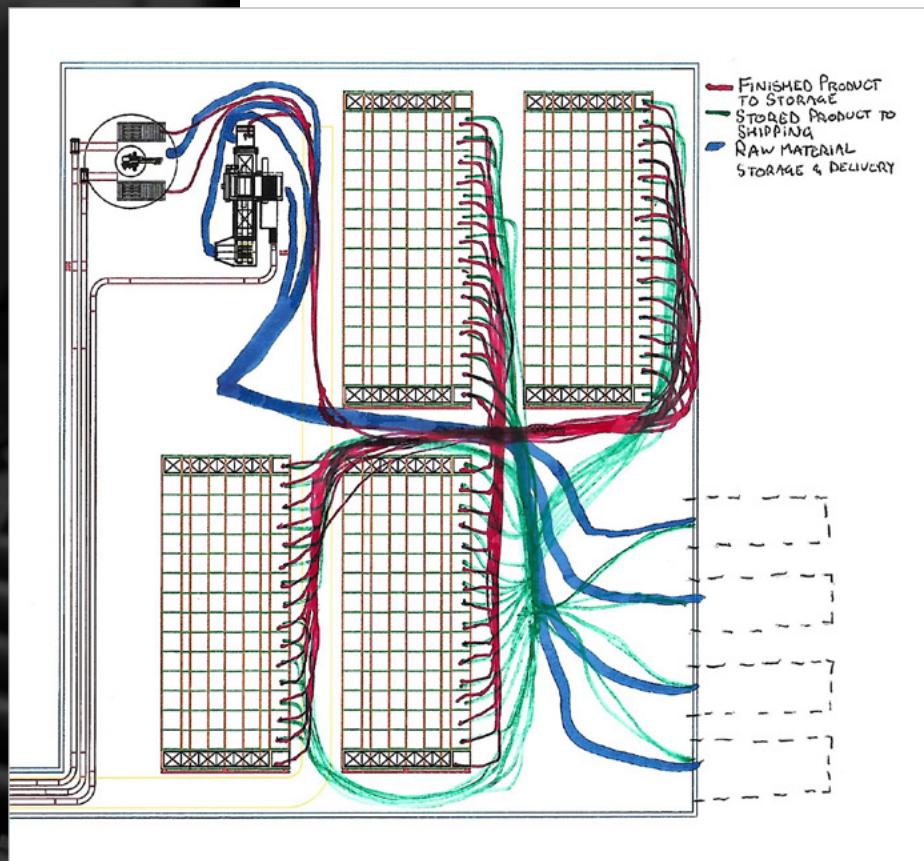 FINISHED PRODUCT
TO STORAGE
STORED PRODUCT TO
SHIPPING
RAW MATERIAL
STORAGE & DELIVERY